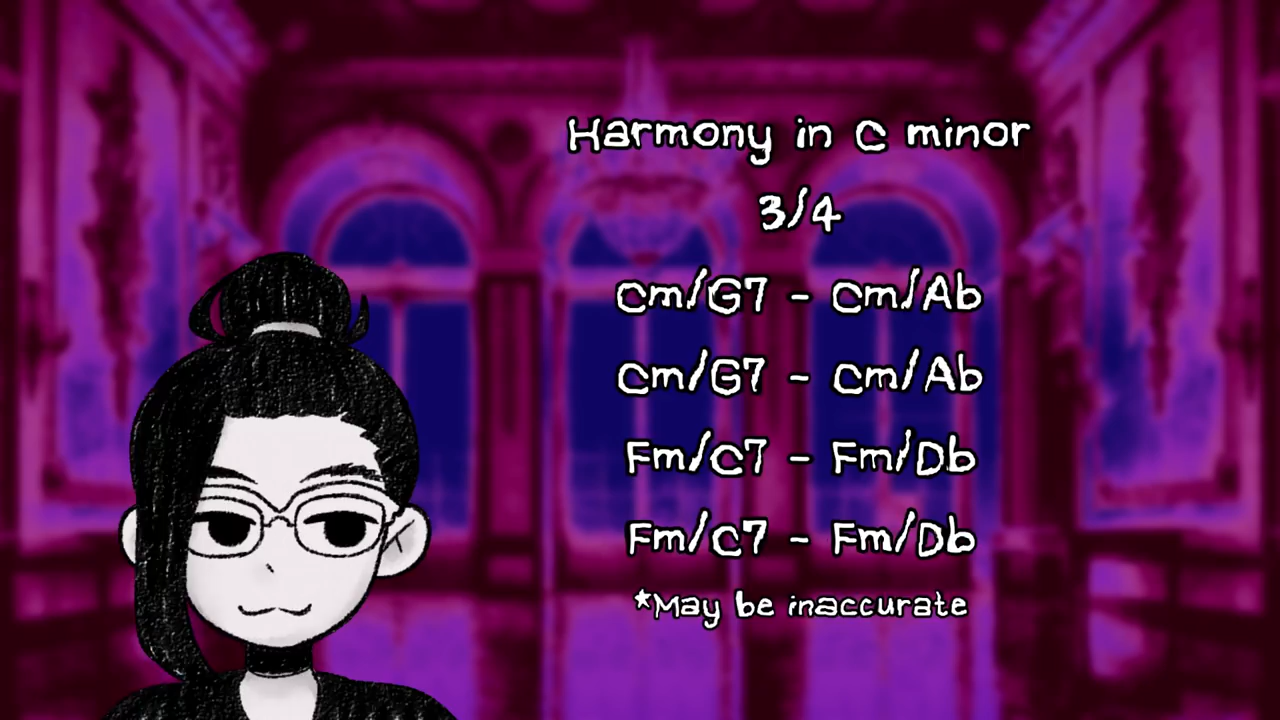 Harmony in C minor
3/4
Cm/G7 - Cm/Ab
Cm/G7 - Cm/Ab
Fm/C7 - Fm/Db
Fm/C7 - Fm/Db
*May be inaccurate